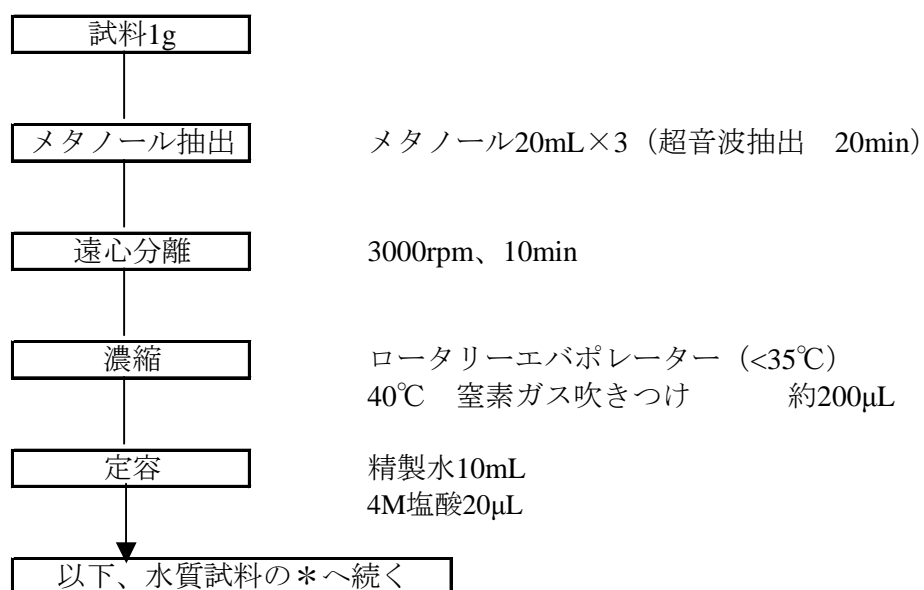 試料1g
メタノール抽出 メタノール20mL×3（超音波抽出 20min）
遠心分離 3000rpm、10min
濃縮 ロータリーエバポレーター（<35℃）
40℃ 窒素ガス吹きつけ 約200μL
定容 精製水10mL
4M塩酸20μL
以下、水質試料の＊へ続く